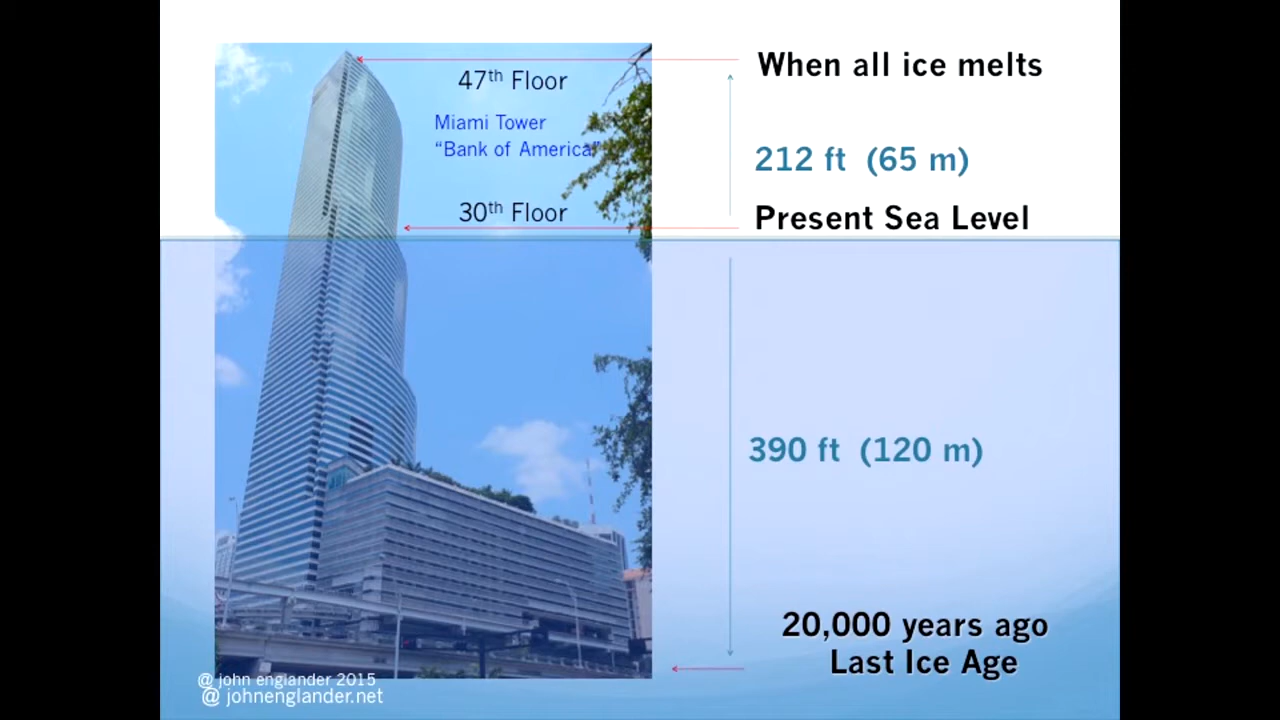 When all ice melts
47th Floor
Miami Tower
“Bank of America”
212 ft (65 m)
30th Floor
Present Sea Level
390 ft (120 m)
20,000 years ago
Last Ice Age
@ john englander 2015
@ johnenglander.net